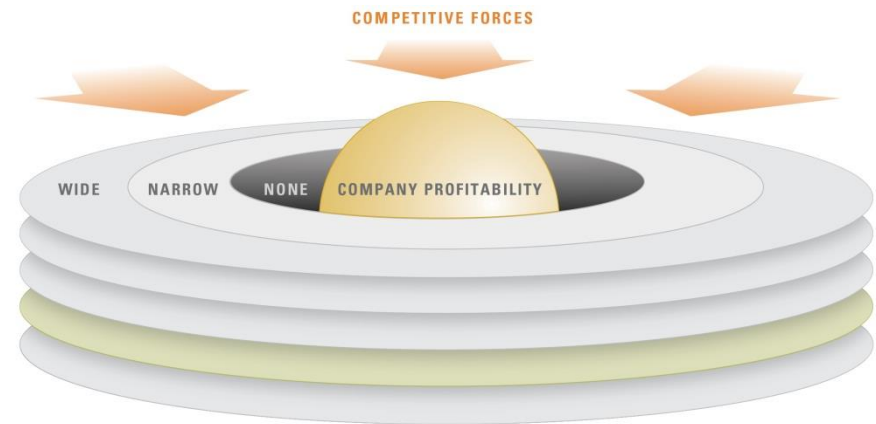 COMPETITIVE FORCES
WIDE NARROW NONE COMPANY PROFITABILITY